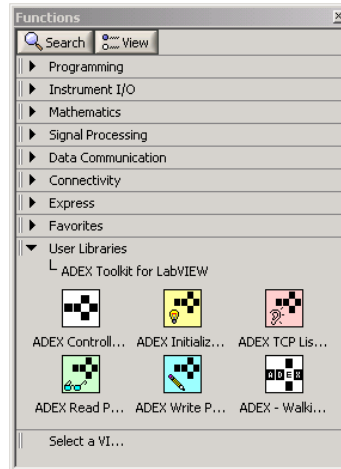 Functions
Search View
Programming
Instrument I/O
Mathematics
Signal Processing
Data Communication
Connectivity
Express
Favorites
User Libraries
ADEX Toolkit for LabVIEW
ADEX Controll... ADEX Initializ... ADEX TCP Lis...
ADEX
ADEX Read P... ADEX Write P... ADEX - Walki...
Select a VI...